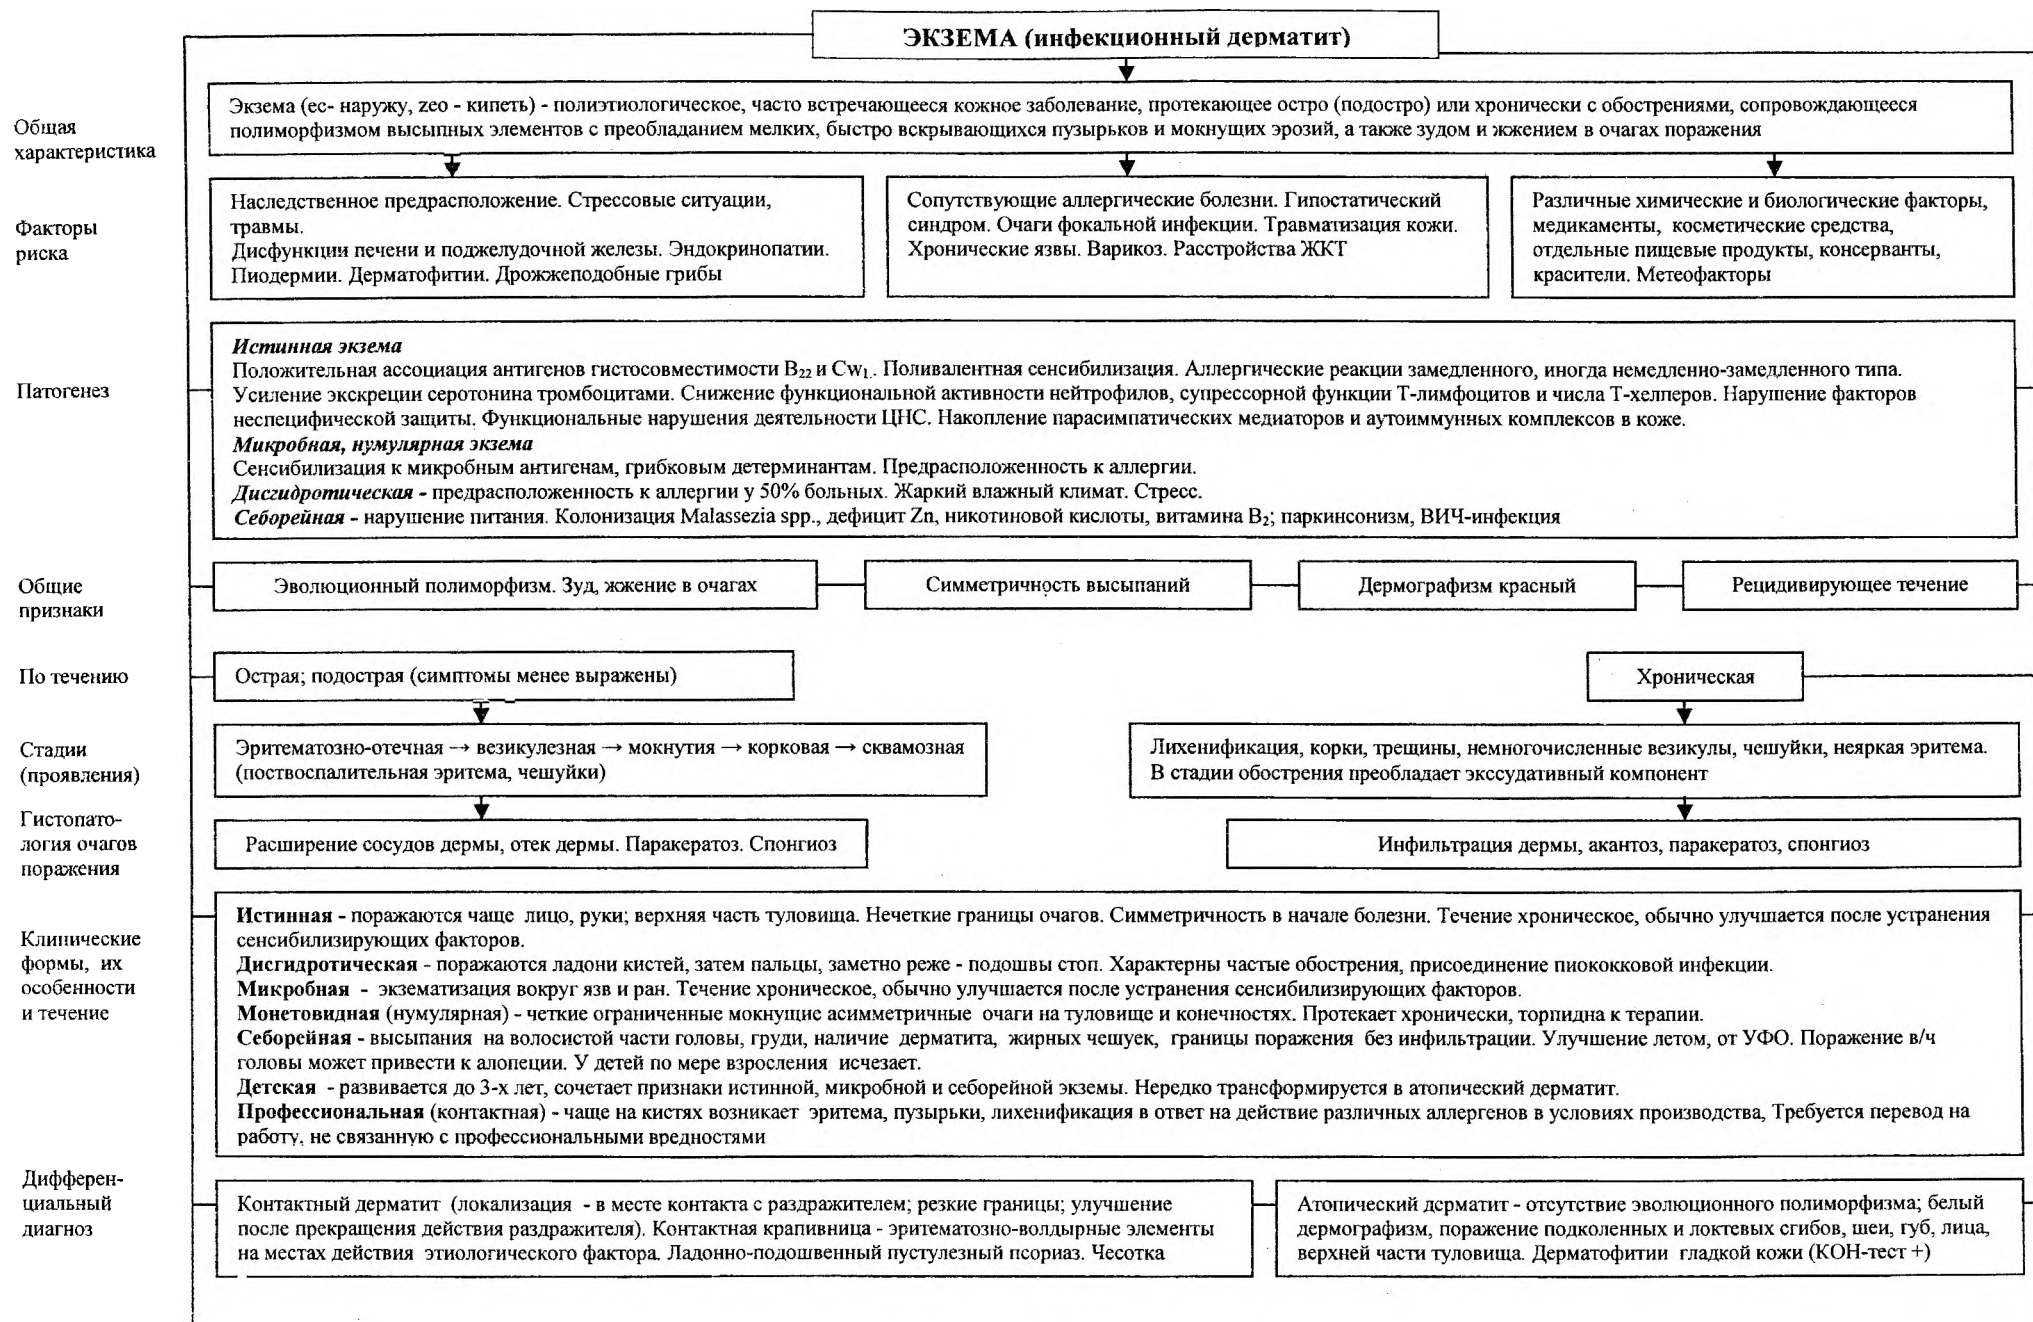 ЭКЗЕМА (инфекционный дерматит)
Общая
характеристика
Экзема (ес- наружу, zeo - кипеть) - полиэтиологическое, часто встречающееся кожное заболевание, протекающее остро (подостро) или хронически с обострениями, сопровождающееся
полиморфизмом высыпных элементов с преобладанием мелких, быстро вскрывающихся пузырьков и мокнущих эрозий, а также зудом и жжением в очагах поражения
Факторы
риска
Наследственное предрасположение. Стрессовые ситуации,
травмы.
Дисфункции печени и поджелудочной железы. Эндокринопатии.
Пиодермии. Дерматофитии. Дрожжеподобные грибы
Сопутствующие аллергические болезни. Гипостатический
синдром. Очаги фокальной инфекции. Травматизация кожи.
Хронические язвы. Варикоз. Расстройства ЖКТ
Различные химические и биологические факторы,
медикаменты, косметические средства,
отдельные пищевые продукты, консерванты,
красители. Метеофакторы
Патогенез
Истинная экзема
Положительная ассоциация антигенов гистосовместимости B₂₂ и Cw₁.. Поливалентная сенсибилизация. Аллергические реакции замедленного, иногда немедленно-замедленного типа.
Усиление экскреции серотонина тромбоцитами. Снижение функциональной активности нейтрофилов, супрессорной функции Т-лимфоцитов и числа Т-хелперов. Нарушение факторов
неспецифической защиты. Функциональные нарушения деятельности ЦНС. Накопление парасимпатических медиаторов и аутоиммунных комплексов в коже.
Микробная, нумулярная экзема
Сенсибилизация к микробным антигенам, грибковым детерминантам. Предрасположенность к аллергии.
Дисгидротическая - предрасположенность к аллергии у 50% больных. Жаркий влажный климат. Стресс.
Себорейная - нарушение питания. Колонизация Malassezia spp., дефицит Zn, никотиновой кислоты, витамина B₂; паркинсонизм, ВИЧ-инфекция
Общие
признаки
Эволюционный полиморфизм. Зуд, жжение в очагах
Симметричность высыпаний
Дермографизм красный
Рецидивирующее течение
По течению
Острая; подострая (симптомы менее выражены)
Хроническая
Стадии
(проявления)
Эритематозно-отечная → везикулезная → мокнутия → корковая → сквамозная
(поствоспалительная эритема, чешуйки)
Лихенификация, корки, трещины, немногочисленные везикулы, чешуйки, неяркая эритема.
В стадии обострения преобладает экссудативный компонент
Гистопато-
логия очагов
поражения
Расширение сосудов дермы, отек дермы. Паракератоз. Спонгиоз
Инфильтрация дермы, акантоз, паракератоз, спонгиоз
Клинические
формы, их
особенности
и течение
Истинная - поражаются чаще лицо, руки; верхняя часть туловища. Нечеткие границы очагов. Симметричность в начале болезни. Течение хроническое, обычно улучшается после устранения
сенсибилизирующих факторов.
Дисгидротическая - поражаются ладони кистей, затем пальцы, заметно реже - подошвы стоп. Характерны частые обострения, присоединение пиококковой инфекции.
Микробная - экзематизация вокруг язв и ран. Течение хроническое, обычно улучшается после устранения сенсибилизирующих факторов.
Монетовидная (нумулярная) - четкие ограниченные мокнущие асимметричные очаги на туловище и конечностях. Протекает хронически, торпидна к терапии.
Себорейная - высыпания на волосистой части головы, груди, наличие дерматита, жирных чешуек, границы поражения без инфильтрации. Улучшение летом, от УФО. Поражение в/ч
головы может привести к алопеции. У детей по мере взросления исчезает.
Детская - развивается до 3-х лет, сочетает признаки истинной, микробной и себорейной экземы. Нередко трансформируется в атопический дерматит.
Профессиональная (контактная) - чаще на кистях возникает эритема, пузырьки, лихенификация в ответ на действие различных аллергенов в условиях производства, Требуется перевод на
работу, не связанную с профессиональными вредностями
Дифферен-
циальный
диагноз
Контактный дерматит (локализация - в месте контакта с раздражителем; резкие границы; улучшение
после прекращения действия раздражителя). Контактная крапивница - эритематозно-волдырные элементы
на местах действия этиологического фактора. Ладонно-подошвенный пустулезный псориаз. Чесотка
Атопический дерматит - отсутствие эволюционного полиморфизма; белый
дермографизм, поражение подколенных и локтевых сгибов, шеи, губ, лица,
верхней части туловища. Дерматофитии гладкой кожи (КОН-тест +)